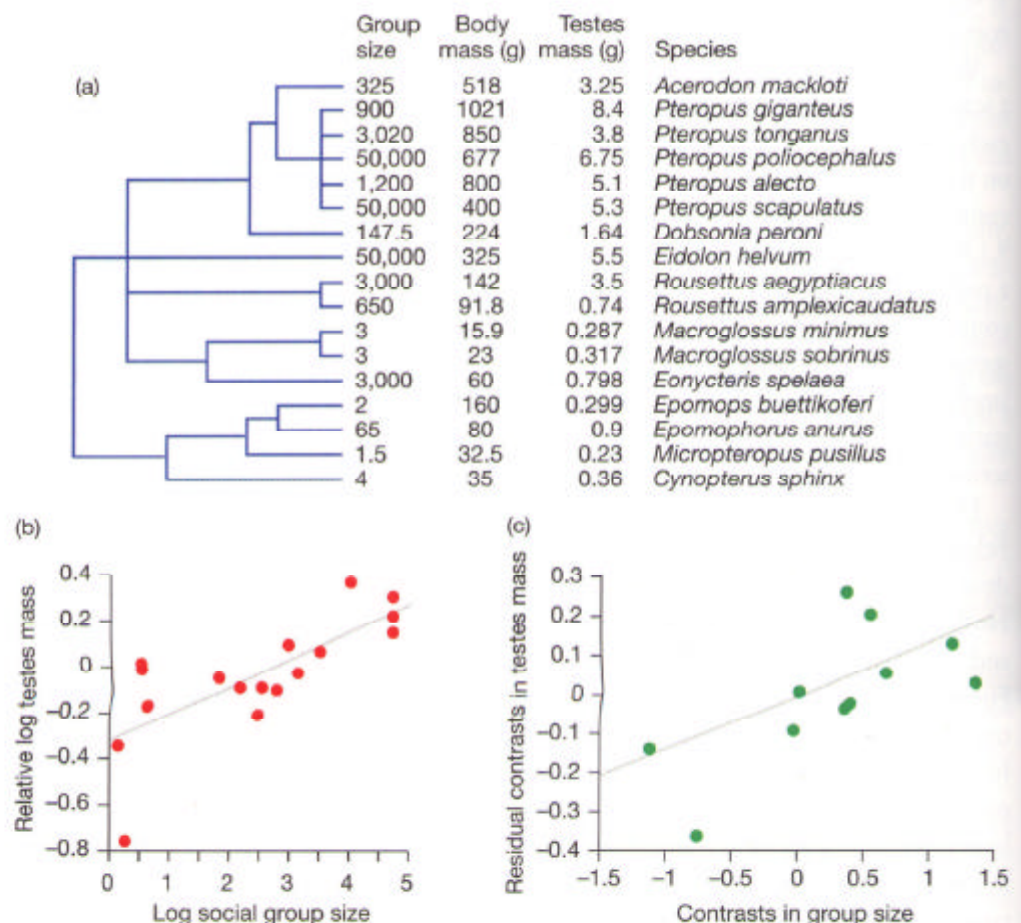 Group Body Testes
size mass (g) mass (g) Species
(a)
325 518 3.25 Acerodon mackloti
900 1021 8.4 Pteropus giganteus
3,020 850 3.8 Pteropus tonganus
50,000 677 6.75 Pteropus poliocephalus
1,200 800 5.1 Pteropus alecto
50,000 400 5.3 Pteropus scapulatus
147.5 224 1.64 Dobsonia peroni
50,000 325 5.5 Eidolon helvum
3,000 142 3.5 Rousettus aegyptiacus
650 91.8 0.74 Rousettus amplexicaudatus
3 15.9 0.287 Macroglossus minimus
3 23 0.317 Macroglossus sobrinus
3,000 60 0.798 Eonycteris spelaea
2 160 0.299 Epomops buettikoferi
65 80 0.9 Epomophorus anurus
1.5 32.5 0.23 Micropteropus pusillus
4 35 0.36 Cynopterus sphinx
(b)
Relative log testes mass
0.4
0.2
0
–0.2
–0.4
–0.6
–0.8
0 1 2 3 4 5
Log social group size
(c)
Residual contrasts in testes mass
0.3
0.2
0.1
0
–0.1
–0.2
–0.3
–0.4
–1.5 –1 –0.5 0 0.5 1 1.5
Contrasts in group size